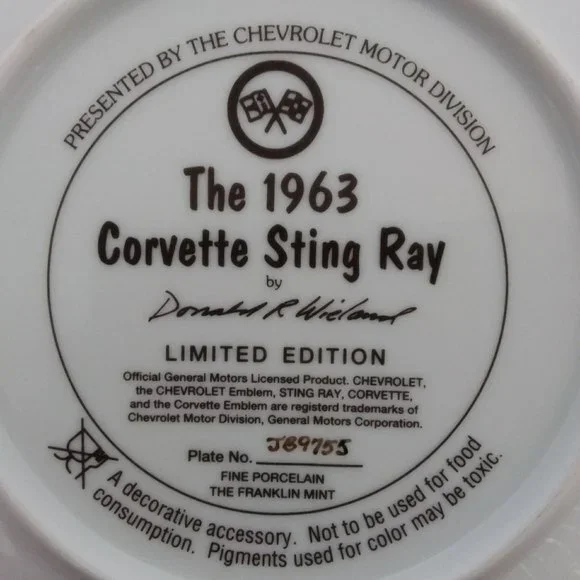 PRESENTED BY THE CHEVROLET MOTOR DIVISION
The 1963
Corvette Sting Ray
by
Donald R Wieland
LIMITED EDITION
Official General Motors Licensed Product. CHEVROLET,
the CHEVROLET Emblem, STING RAY, CORVETTE,
and the Corvette Emblem are registerd trademarks of
Chevrolet Motor Division, General Motors Corporation.
Plate No. JB9755
FINE PORCELAIN
THE FRANKLIN MINT
A decorative accessory. Not to be used for food
consumption. Pigments used for color may be toxic.